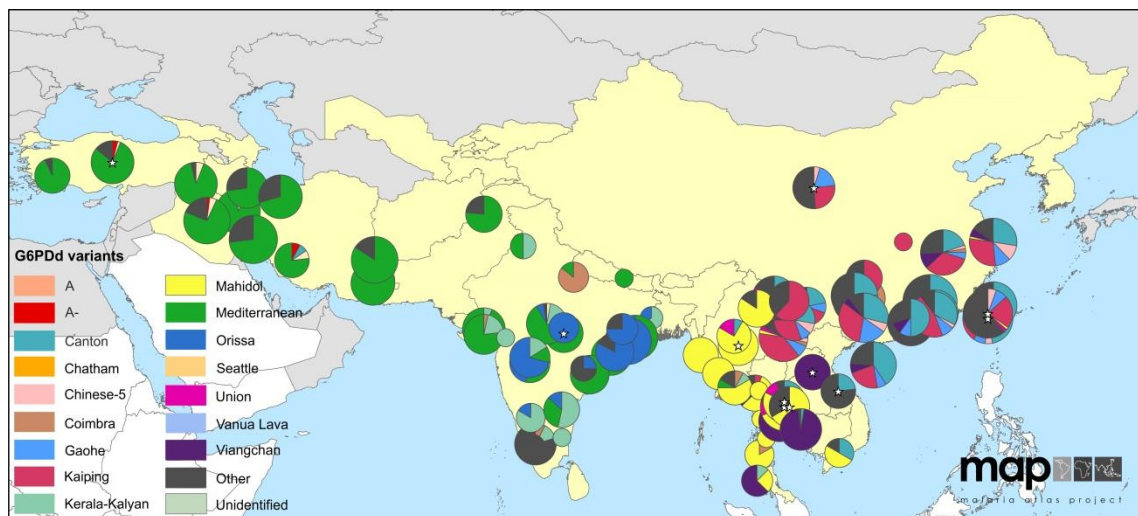 G6PDd variants
A
A-
Canton
Chatham
Chinese-5
Coimbra
Gaohe
Kaiping
Kerala-Kalyan
Mahidol
Mediterranean
Orissa
Seattle
Union
Vanua Lava
Viangchan
Other
Unidentified
map
malaria atlas project